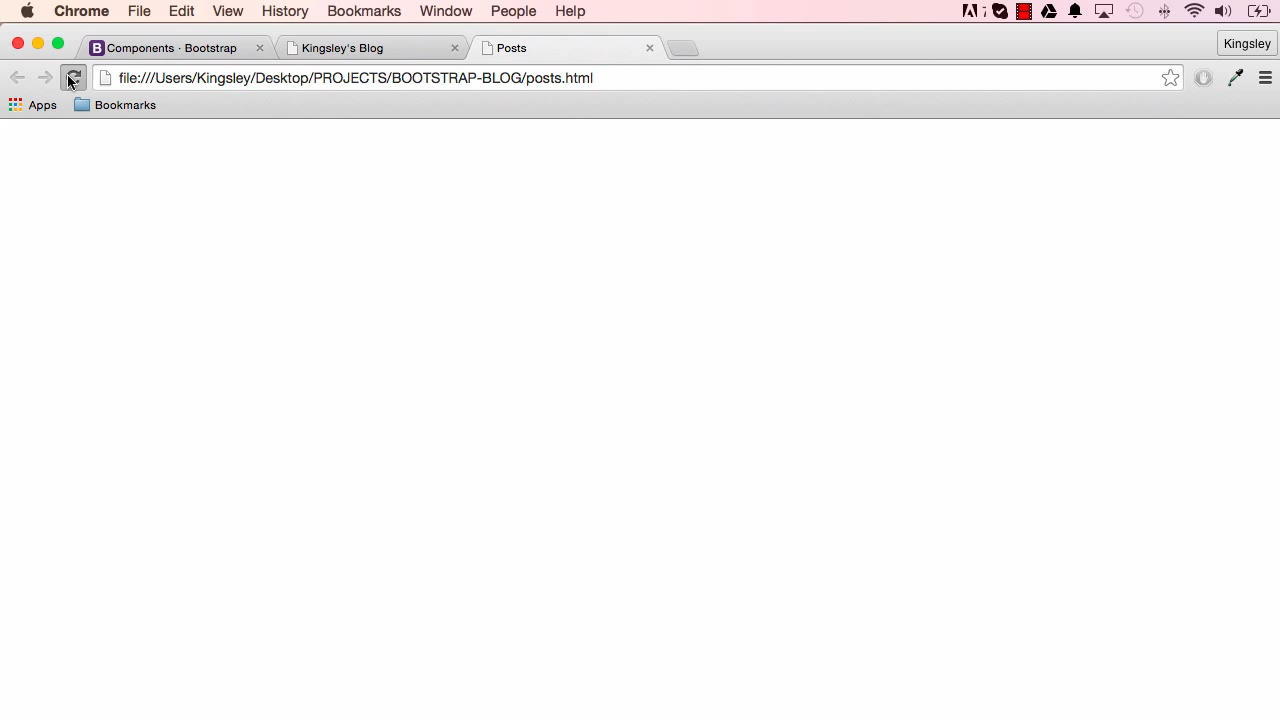 Chrome File Edit View History Bookmarks Window People Help 7
B Components · Bootstrap Kingsley's Blog Posts Kingsley
file:///Users/Kingsley/Desktop/PROJECTS/BOOTSTRAP-BLOG/posts.html
Apps Bookmarks